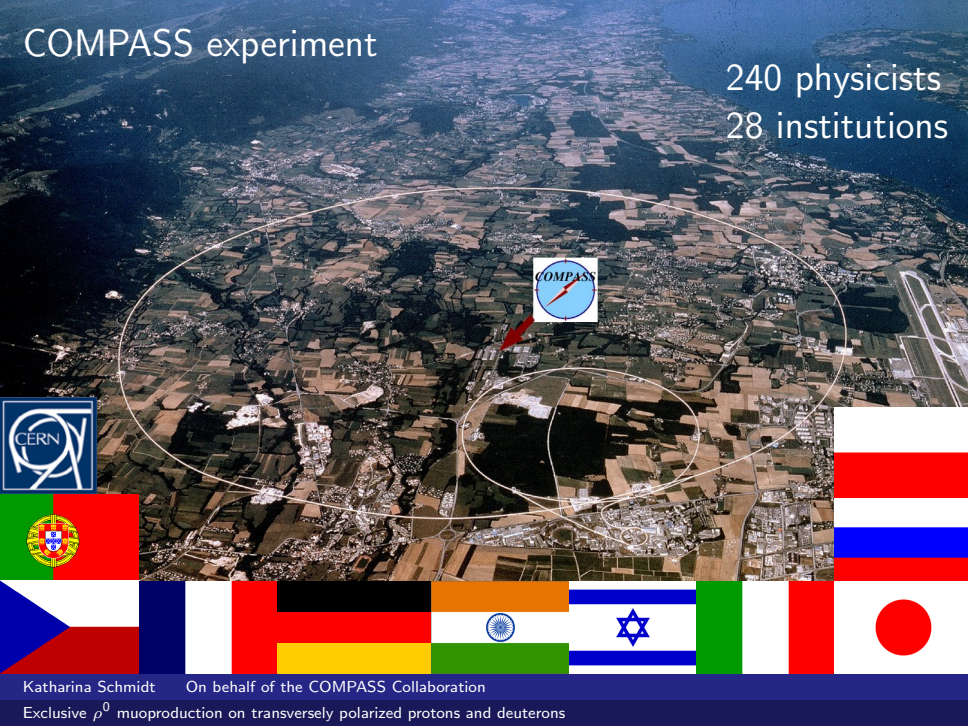 COMPASS experiment
240 physicists
28 institutions
COMPASS
CERN
Katharina Schmidt On behalf of the COMPASS Collaboration
Exclusive ρ⁰ muoproduction on transversely polarized protons and deuterons